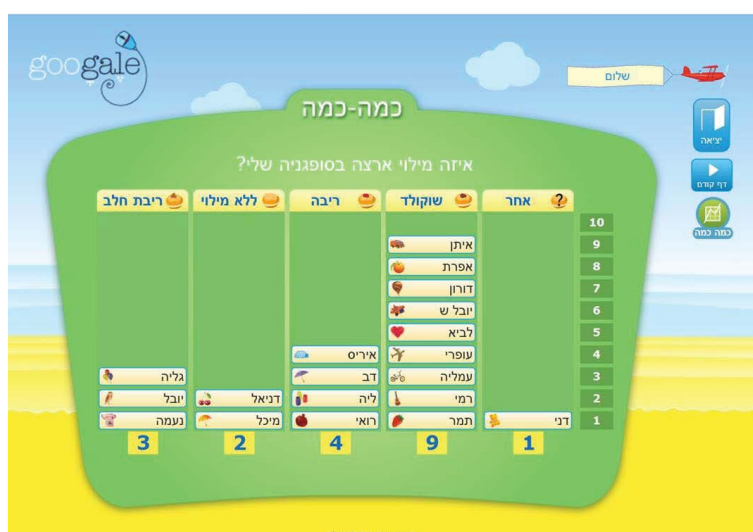 googale
שלום
יציאה
דף קודם
כמה כמה
כמה-כמה
איזה מילוי ארצה בסופגניה שלי?
אחר ? שוקולד ריבה ללא מילוי ריבת חלב
10
9 איתן
8 אפרת
7 דורון
6 יובל ש
5 לביא
4 עופרי איריס
3 עמליה דב גליה
2 רמי ליה דניאל יובל
1 דני תמר רואי מיכל נעמה
1 9 4 2 3